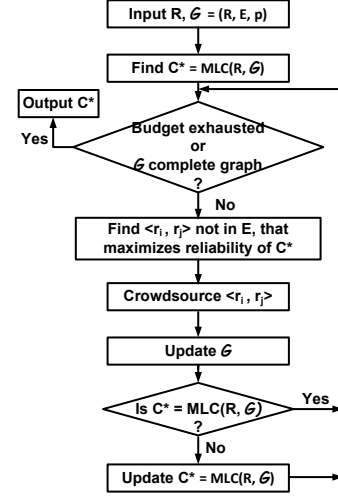 Input R, 𝒢 = (R, E, p)
Find C* = MLC(R, 𝒢)
Output C*
Yes
Budget exhausted
or
𝒢 complete graph
?
No
Find <rᵢ , rⱼ> not in E, that
maximizes reliability of C*
Crowdsource <rᵢ, rⱼ>
Update 𝒢
Is C* = MLC(R, 𝒢)
?
Yes
No
Update C* = MLC(R, 𝒢)